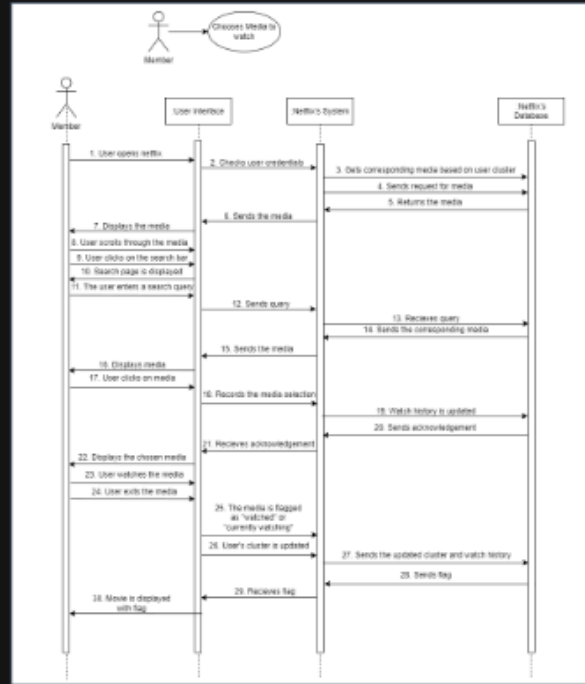 Chooses Media to
watch
Member
Member
User Interface
:Netflix's System
:Netflix's
Database
1. User opens netflix
2. Checks user credentials
3. Gets corresponding media based on user cluster
4. Sends request for media
5. Returns the media
6. Sends the media
7. Displays the media
8. User scrolls through the media
9. User clicks on the search bar
10. Search page is displayed
11. The user enters a search query
12. Sends query
13. Recieves query
14. Sends the corresponding media
15. Sends the media
16. Displays media
17. User clicks on media
18. Records the media selection
19. Watch history is updated
20. Sends acknowledgement
21. Recieves acknowledgement
22. Displays the chosen media
23. User watches the media
24. User exits the media
25. The media is flagged
as "watched" or
"currently watching"
26. User's cluster is updated
27. Sends the updated cluster and watch history
28. Sends flag
29. Recieves flag
30. Movie is displayed
with flag